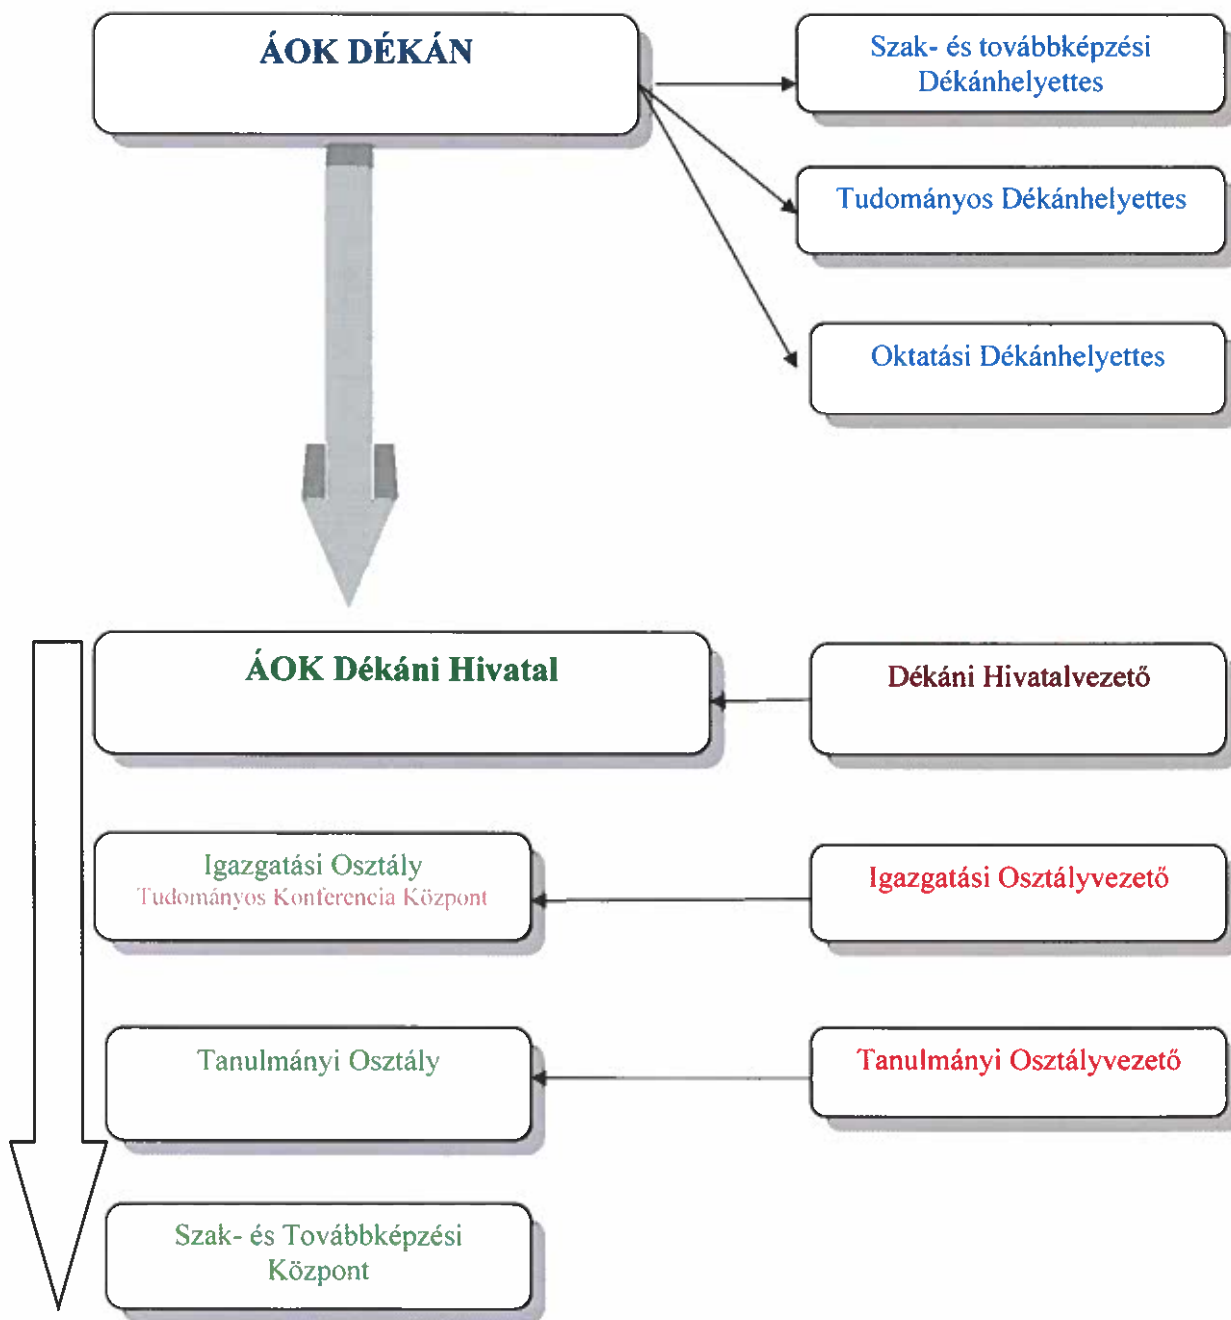 ÁOK DÉKÁN
Szak- és továbbképzési
Dékánhelyettes
Tudományos Dékánhelyettes
Oktatási Dékánhelyettes
ÁOK Dékáni Hivatal
Dékáni Hivatalvezető
Igazgatási Osztály
Tudományos Konferencia Központ
Igazgatási Osztályvezető
Tanulmányi Osztály
Tanulmányi Osztályvezető
Szak- és Továbbképzési
Központ